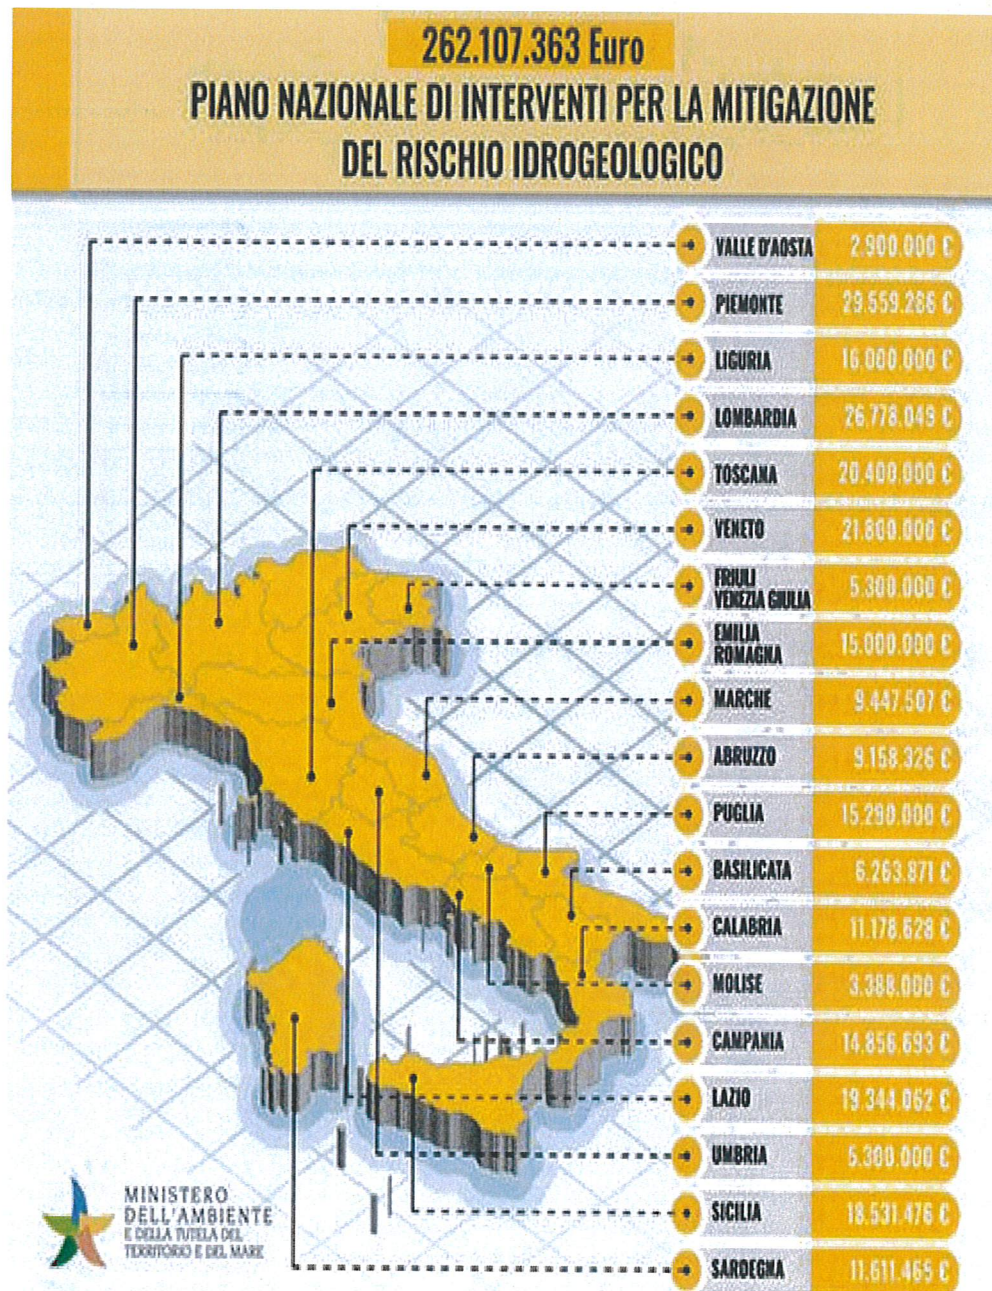 262.107.363 Euro
PIANO NAZIONALE DI INTERVENTI PER LA MITIGAZIONE
DEL RISCHIO IDROGEOLOGICO
VALLE D'AOSTA 2.900.000 €
PIEMONTE 29.559.286 €
LIGURIA 16.000.000 €
LOMBARDIA 26.778.049 €
TOSCANA 20.400.000 €
VENETO 21.800.000 €
FRIULI
VENEZIA GIULIA 5.300.000 €
EMILIA
ROMAGNA 15.000.000 €
MARCHE 9.447.507 €
ABRUZZO 9.158.326 €
PUGLIA 15.290.000 €
BASILICATA 6.263.871 €
CALABRIA 11.178.628 €
MOLISE 3.388.000 €
CAMPANIA 14.856.693 €
LAZIO 19.344.062 €
UMBRIA 5.300.000 €
SICILIA 18.531.476 €
SARDEGNA 11.611.465 €
MINISTERO
DELL'AMBIENTE
E DELLA TUTELA DEL
TERRITORIO E DEL MARE